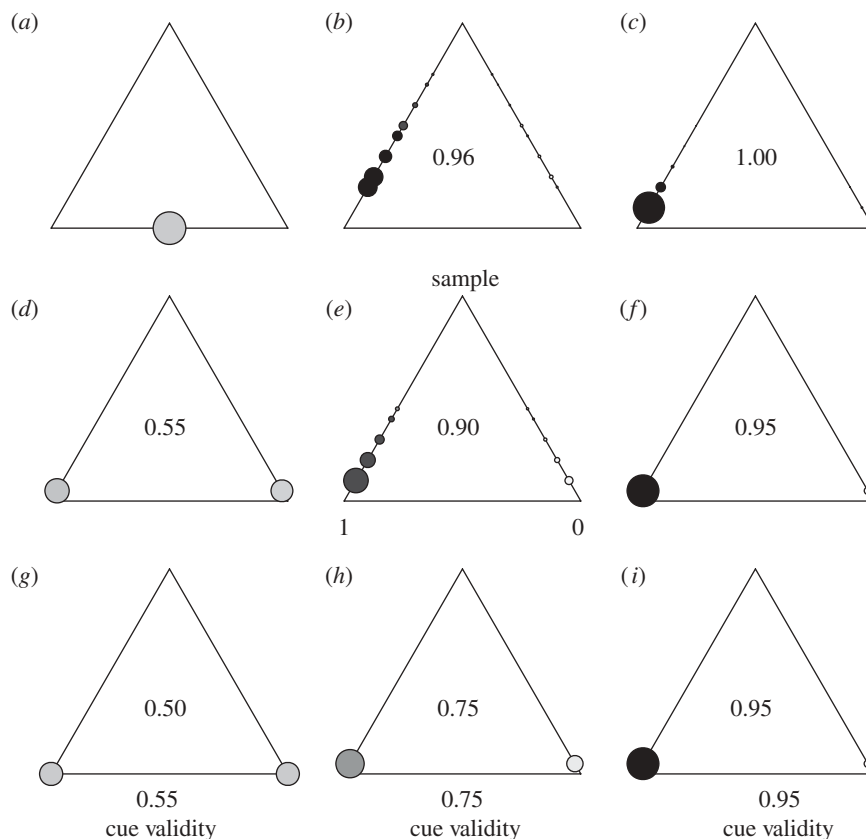 (a) (b) (c)
0.96 1.00
sample
(d) (e) (f)
0.55 0.90 0.95
1 0
(g) (h) (i)
0.50 0.75 0.95
0.55 0.75 0.95
cue validity cue validity cue validity